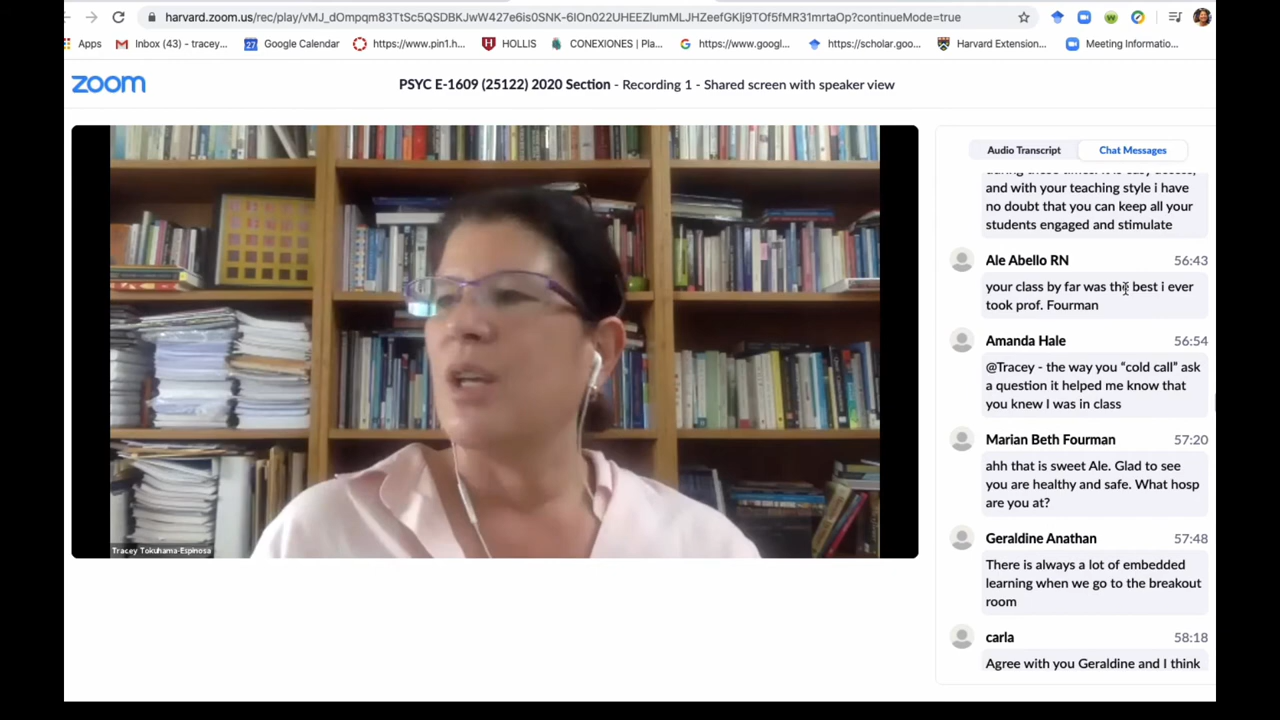 harvard.zoom.us/rec/play/vMJ_dOmpqm83TtSc5QSDBKJwW427e6is0SNK-6IOn022UHEEZlumMLJHZeefGKlj9TOf5fMR31mrtaOp?continueMode=true
Apps
Inbox (43) - tracey...
Google Calendar
https://www.pin1.h...
HOLLIS
CONEXIONES | Pla...
https://www.googl...
https://scholar.goo...
Harvard Extension...
Meeting Informatio...
zoom
PSYC E-1609 (25122) 2020 Section - Recording 1 - Shared screen with speaker view
Audio Transcript
Chat Messages
and with your teaching style i have
no doubt that you can keep all your
students engaged and stimulate
Ale Abello RN 56:43
your class by far was the best i ever
took prof. Fourman
Amanda Hale 56:54
@Tracey - the way you “cold call” ask
a question it helped me know that
you knew I was in class
Marian Beth Fourman 57:20
ahh that is sweet Ale. Glad to see
you are healthy and safe. What hosp
are you at?
Geraldine Anathan 57:48
There is always a lot of embedded
learning when we go to the breakout
room
carla 58:18
Agree with you Geraldine and I think
Tracey Tokuhama-Espinosa